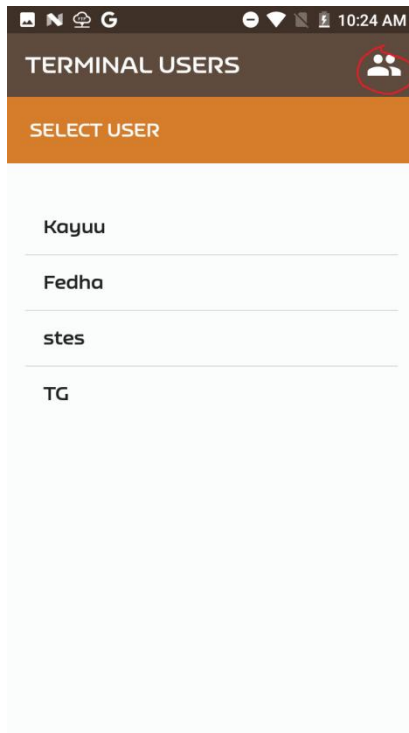 N G 10:24 AM
TERMINAL USERS
SELECT USER
Kayuu
Fedha
stes
TG